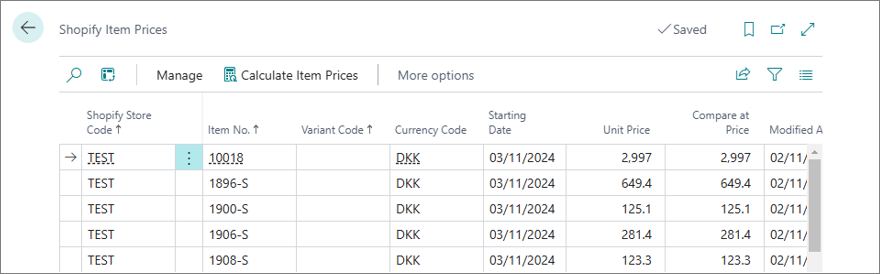 Shopify Item Prices
Saved
Manage
Calculate Item Prices
More options
Shopify Store Code ↑ Item No. ↑ Variant Code ↑ Currency Code Starting Date Unit Price Compare at Price Modified A
TEST 10018 DKK 03/11/2024 2,997 2,997 02/11/
TEST 1896-S DKK 03/11/2024 649.4 649.4 02/11/
TEST 1900-S DKK 03/11/2024 125.1 125.1 02/11/
TEST 1906-S DKK 03/11/2024 281.4 281.4 02/11/
TEST 1908-S DKK 03/11/2024 123.3 123.3 02/11/